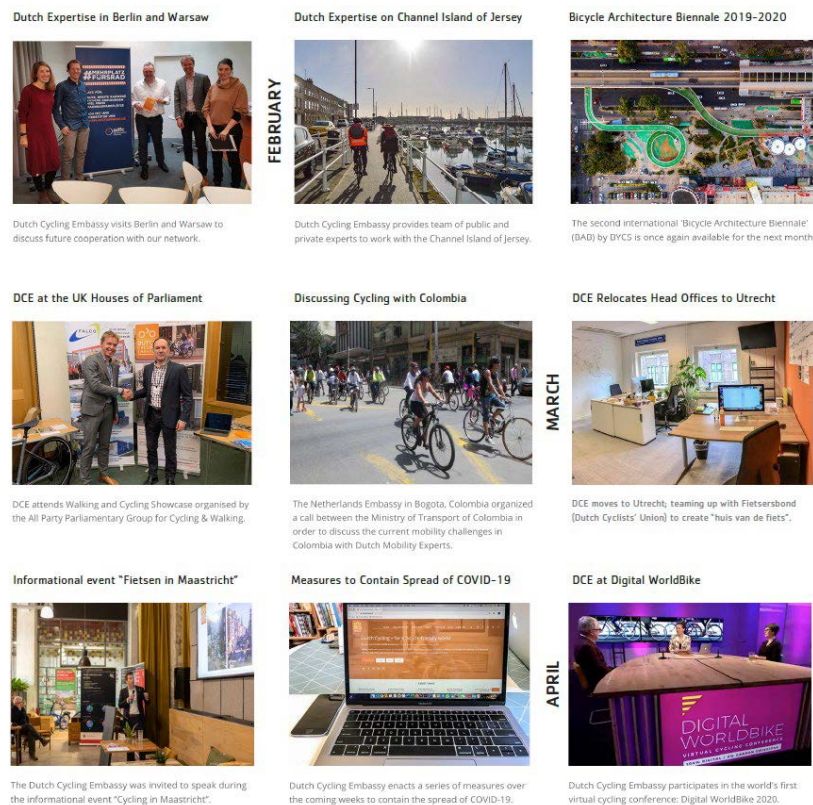 Dutch Expertise in Berlin and Warsaw
#MEHRPLATZ
FÜRSRAD
Dutch Cycling Embassy visits Berlin and Warsaw to
discuss future cooperation with our network.
FEBRUARY
Dutch Expertise on Channel Island of Jersey
Dutch Cycling Embassy provides team of public and
private experts to work with the Channel Island of Jersey.
Bicycle Architecture Biennale 2019-2020
The second international 'Bicycle Architecture Biennale'
(BAB) by BYCS is once again available for the next month
DCE at the UK Houses of Parliament
FALCO
DUTCH
DCE attends Walking and Cycling Showcase organised by
the All Party Parliamentary Group for Cycling & Walking.
Discussing Cycling with Colombia
The Netherlands Embassy in Bogota, Colombia organized
a call between the Ministry of Transport of Colombia in
order to discuss the current mobility challenges in
Colombia with Dutch Mobility Experts.
MARCH
DCE Relocates Head Offices to Utrecht
DCE moves to Utrecht; teaming up with Fietsersbond
(Dutch Cyclists' Union) to create "huis van de fiets".
Informational event "Fietsen in Maastricht"
The Dutch Cycling Embassy was invited to speak during
the informational event "Cycling in Maastricht".
Measures to Contain Spread of COVID-19
Dutch Cycling Embassy enacts a series of measures over
the coming weeks to contain the spread of COVID-19.
APRIL
DCE at Digital WorldBike
DIGITAL
WORLDBIKE
VIRTUAL CYCLING CONFERENCE
Dutch Cycling Embassy participates in the world's first
virtual cycling conference: Digital WorldBike 2020.